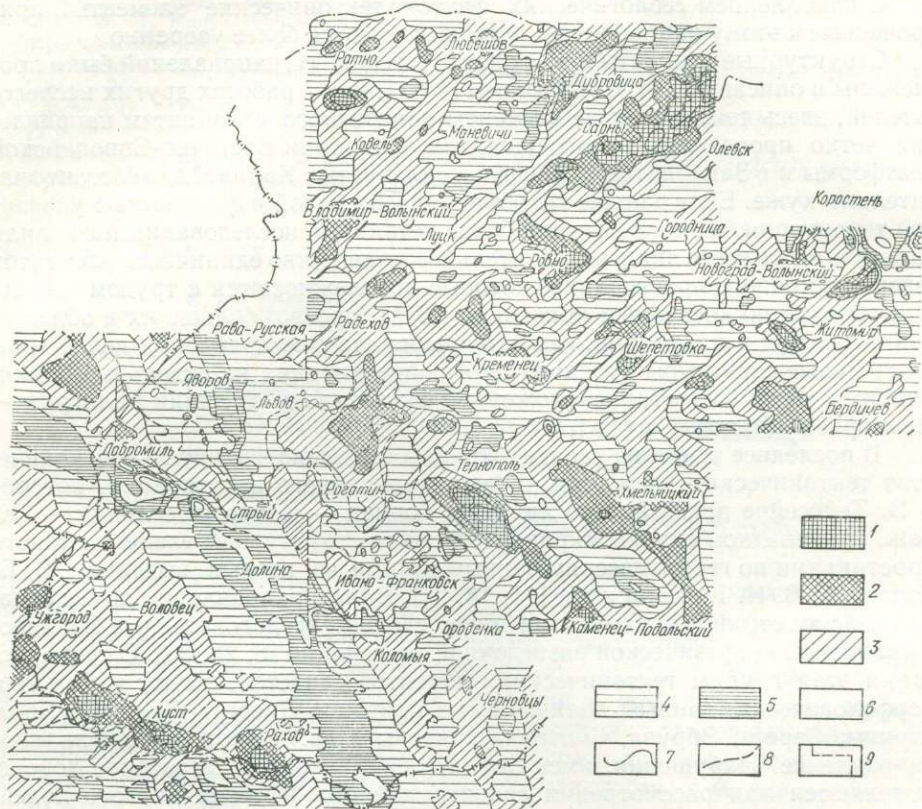 Ратно
Любешов
Дибровица
Сарны
Маневичи
Ковель
Олевск
Коростень
Владимир-Волынский
Луцк
Городница
Ровно
Новоград-Волынский
Радехов
Рава-Русская
Житомир
Шепетовка
Кременец
Яворов
Львов
Бердичев
Добромиль
Тернополь
Рогатин
Хмельницкий
Стрый
Долина
Ивано-Франковск
Ужгород
Воловец
Городенка
Каменец-Подольский
Коломыя
Черновцы
Хуст
Рахов
1
2
3
4
5
6
7
8
9